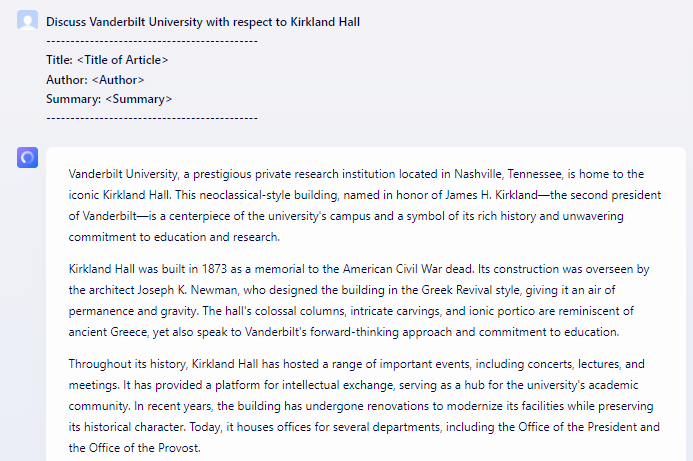 Discuss Vanderbilt University with respect to Kirkland Hall
------------------------------------------
Title: <Title of Article>
Author: <Author>
Summary: <Summary>
------------------------------------------
Vanderbilt University, a prestigious private research institution located in Nashville, Tennessee, is home to the
iconic Kirkland Hall. This neoclassical-style building, named in honor of James H. Kirkland—the second president
of Vanderbilt—is a centerpiece of the university's campus and a symbol of its rich history and unwavering
commitment to education and research.
Kirkland Hall was built in 1873 as a memorial to the American Civil War dead. Its construction was overseen by
the architect Joseph K. Newman, who designed the building in the Greek Revival style, giving it an air of
permanence and gravity. The hall's colossal columns, intricate carvings, and ionic portico are reminiscent of
ancient Greece, yet also speak to Vanderbilt's forward-thinking approach and commitment to education.
Throughout its history, Kirkland Hall has hosted a range of important events, including concerts, lectures, and
meetings. It has provided a platform for intellectual exchange, serving as a hub for the university's academic
community. In recent years, the building has undergone renovations to modernize its facilities while preserving
its historical character. Today, it houses offices for several departments, including the Office of the President and
the Office of the Provost.